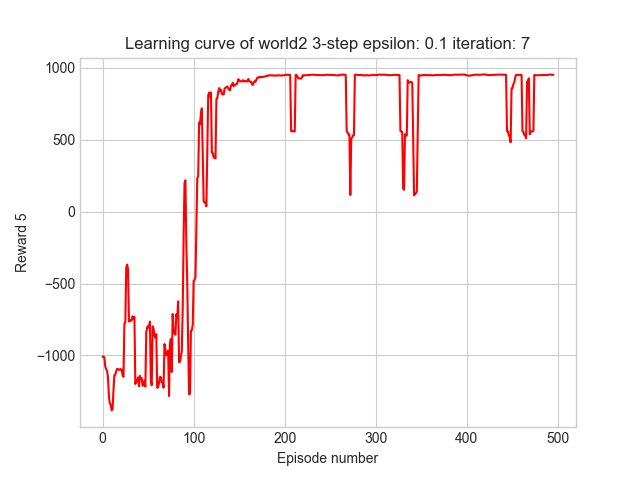 Learning curve of world2 3-step epsilon: 0.1 iteration: 7
1000
500
0
−500
−1000
Reward 5
0 100 200 300 400 500
Episode number